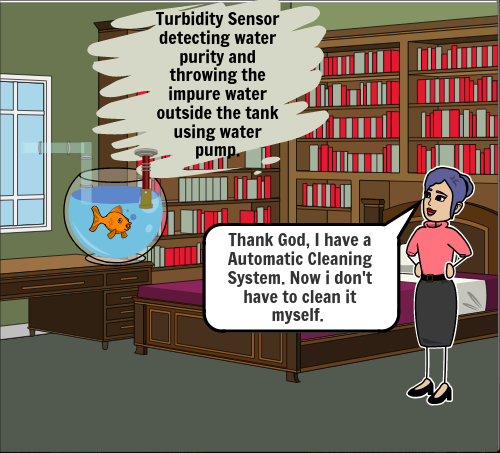 Turbidity Sensor
detecting water
purity and
throwing the
impure water
outside the tank
using water
pump.
Thank God, I have a
Automatic Cleaning
System. Now i don't
have to clean it
myself.